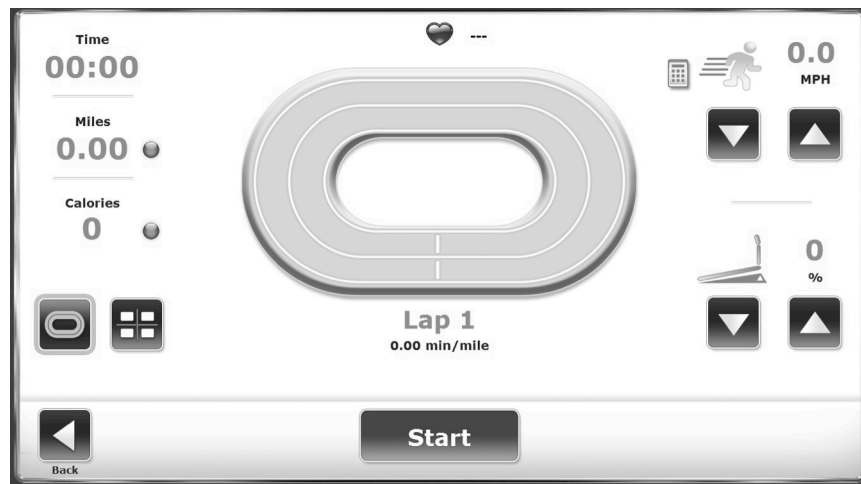 Time
00:00
Miles
0.00
Calories
0
---
Lap 1
0.00 min/mile
0.0
MPH
0
%
Back
Start